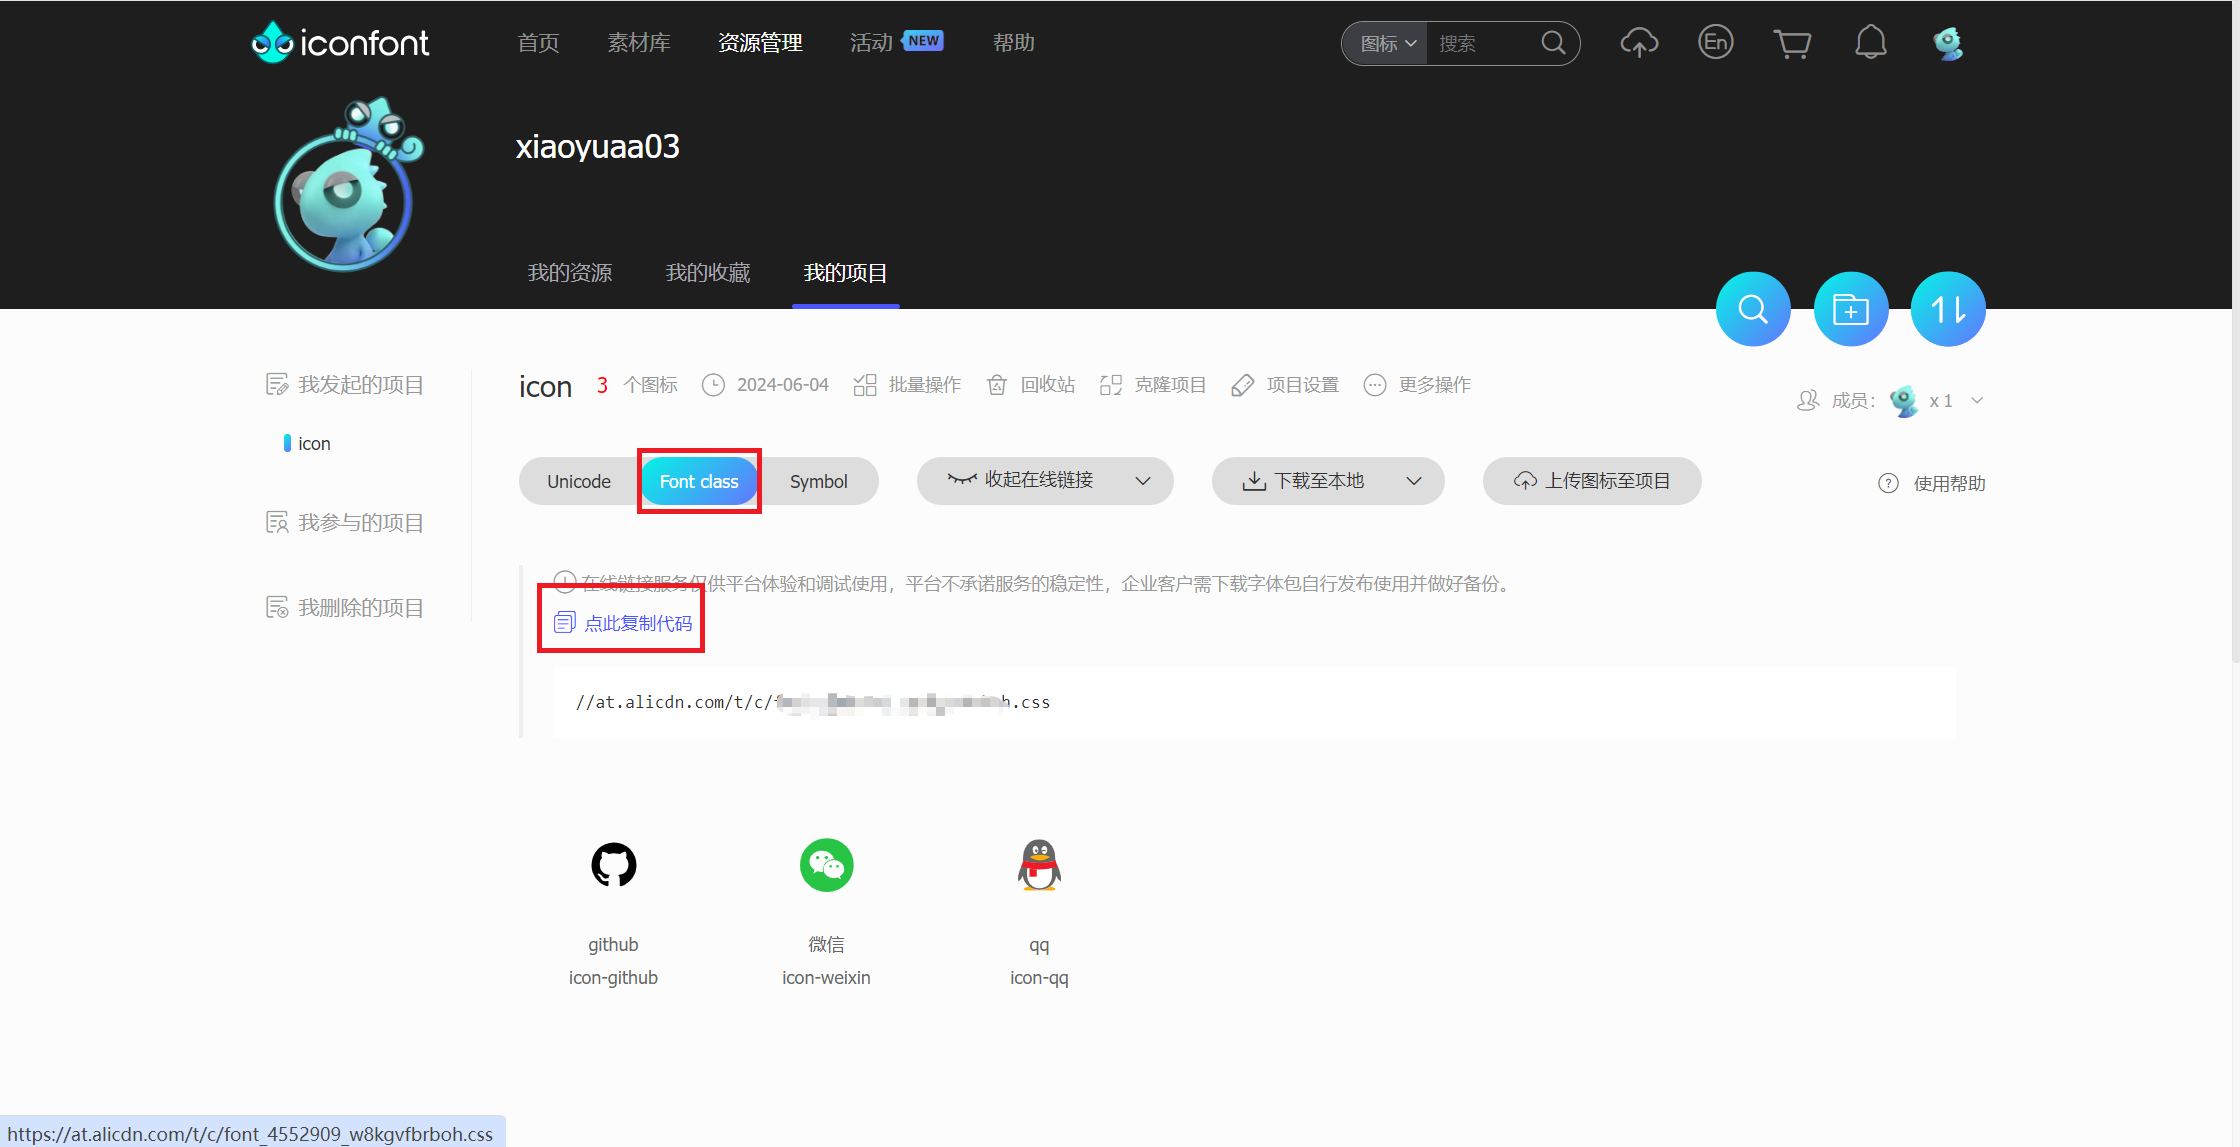 iconfont 首页 素材库 资源管理 活动 NEW 帮助 图标 搜索 En
xiaoyuaa03
我的资源 我的收藏 我的项目
我发起的项目
icon
我参与的项目
我删除的项目
icon 3 个图标 2024-06-04 批量操作 回收站 克隆项目 项目设置 更多操作
成员： x 1
Unicode Font class Symbol 收起在线链接 下载至本地 上传图标至项目 使用帮助
在线链接服务仅供平台体验和调试使用，平台不承诺服务的稳定性，企业客户需下载字体包自行发布使用并做好备份。
点此复制代码
//at.alicdn.com/t/c/ h.css
github 微信 qq
icon-github icon-weixin icon-qq
https://at.alicdn.com/t/c/font_4552909_w8kgvfbrboh.css